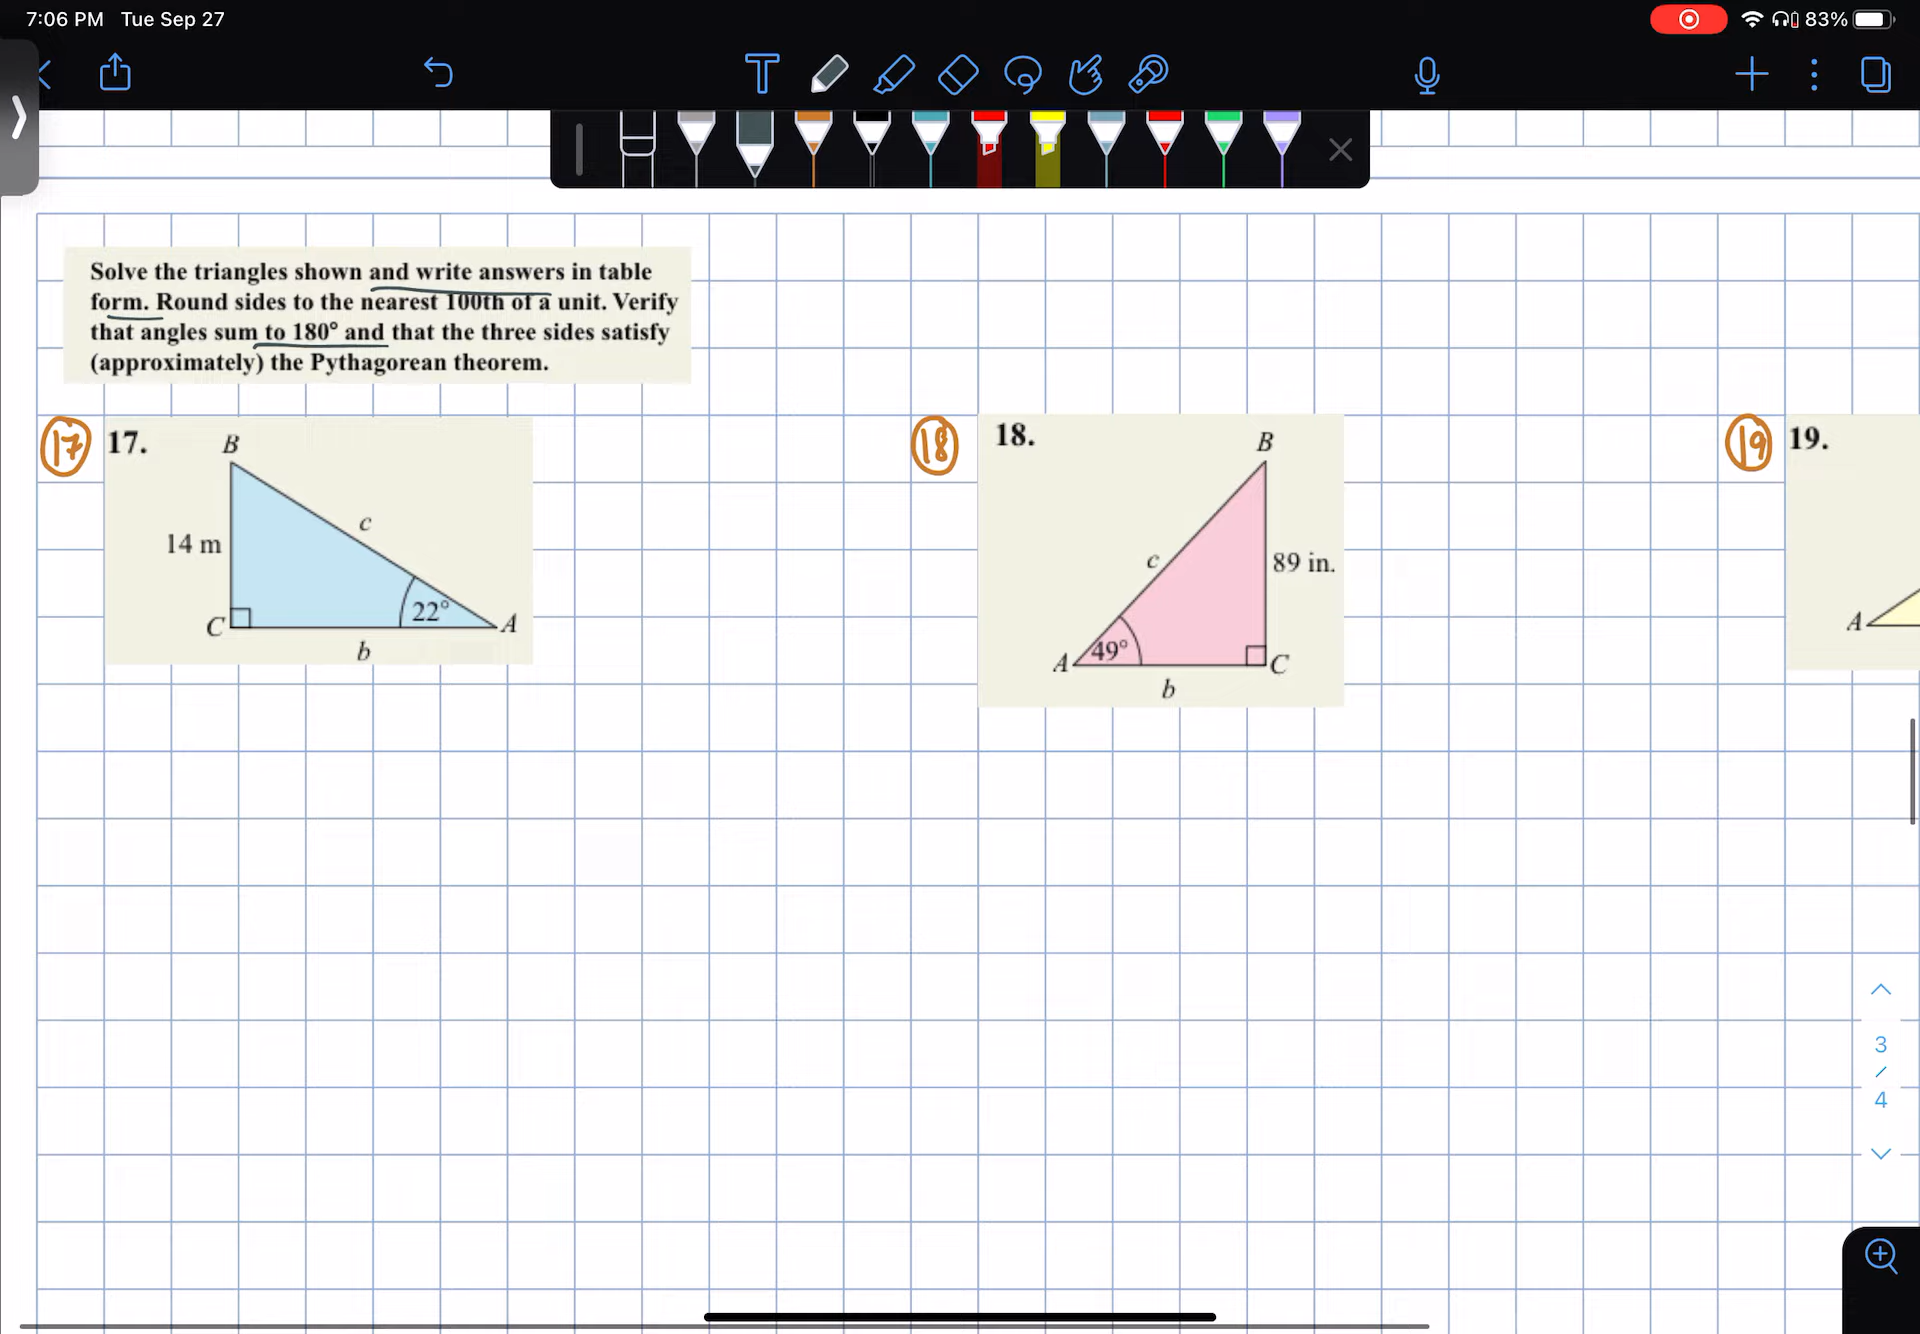 7:06 PM Tue Sep 27
83%
T
Solve the triangles shown and write answers in table
form. Round sides to the nearest 100th of a unit. Verify
that angles sum to 180° and that the three sides satisfy
(approximately) the Pythagorean theorem.
17 17. B
c
14 m
22°
C A
b
18 18. B
c
89 in.
49°
A C
b
19 19.
A
3
/
4